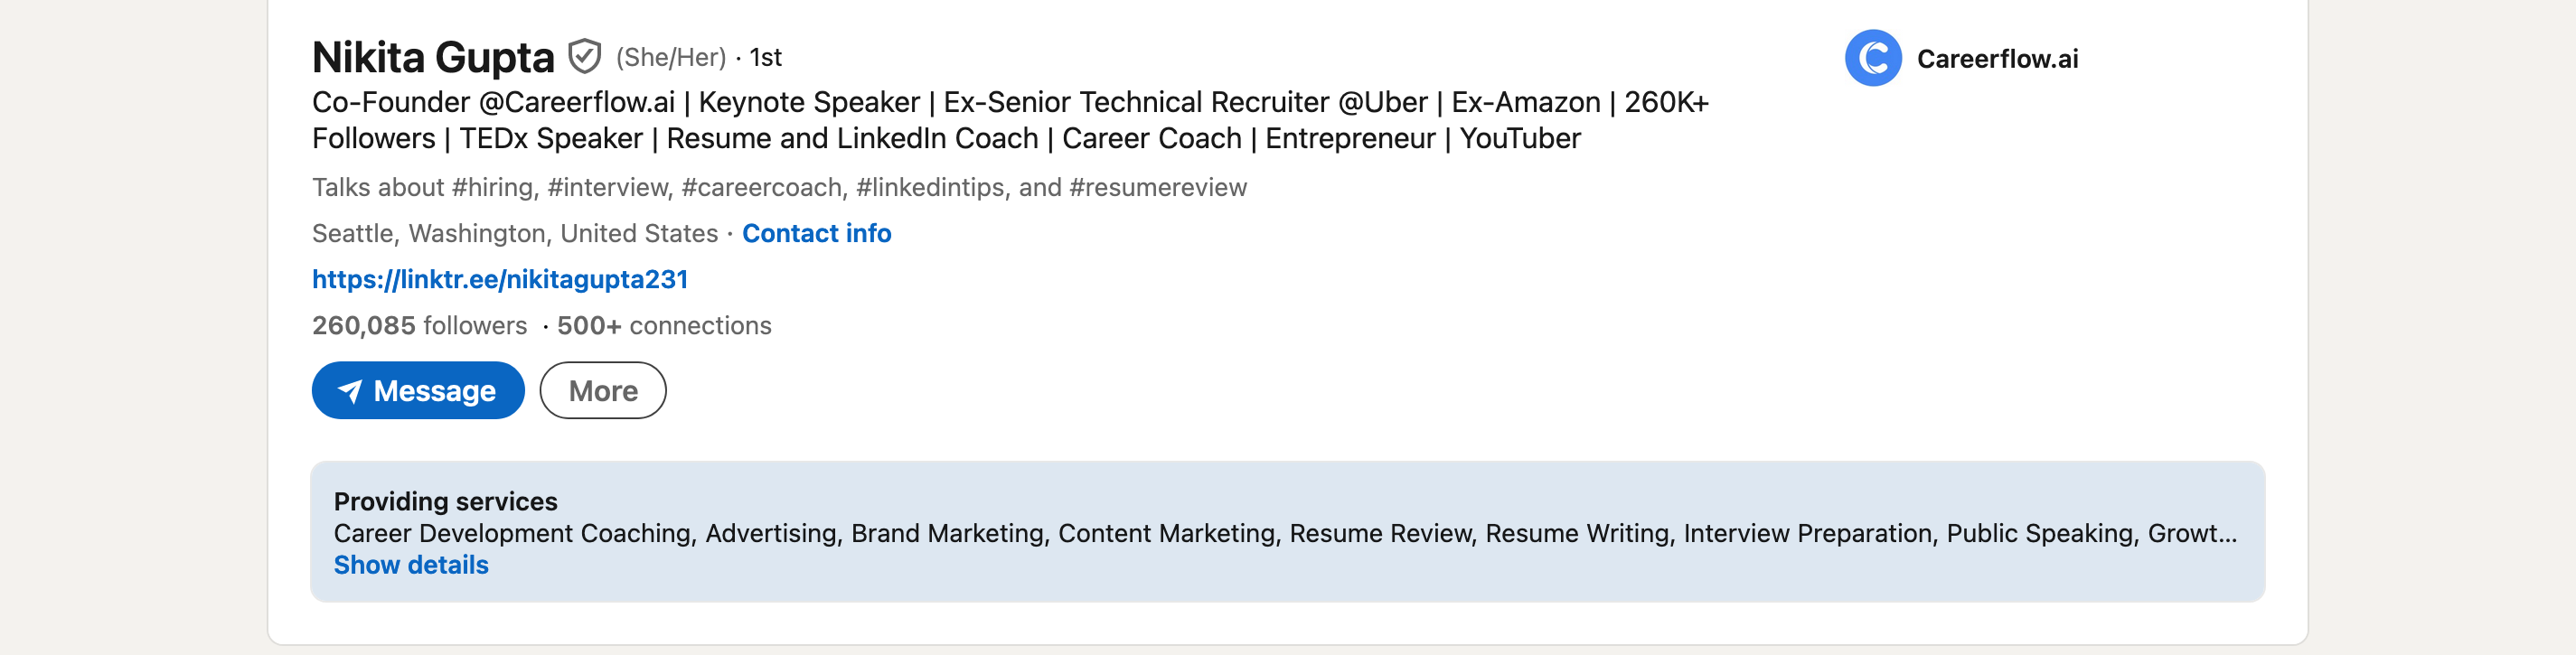 Nikita Gupta (She/Her) · 1st
Careerflow.ai
Co-Founder @Careerflow.ai | Keynote Speaker | Ex-Senior Technical Recruiter @Uber | Ex-Amazon | 260K+
Followers | TEDx Speaker | Resume and LinkedIn Coach | Career Coach | Entrepreneur | YouTuber
Talks about #hiring, #interview, #careercoach, #linkedintips, and #resumereview
Seattle, Washington, United States · Contact info
https://linktr.ee/nikitagupta231
260,085 followers · 500+ connections
Message
More
Providing services
Career Development Coaching, Advertising, Brand Marketing, Content Marketing, Resume Review, Resume Writing, Interview Preparation, Public Speaking, Growt...
Show details